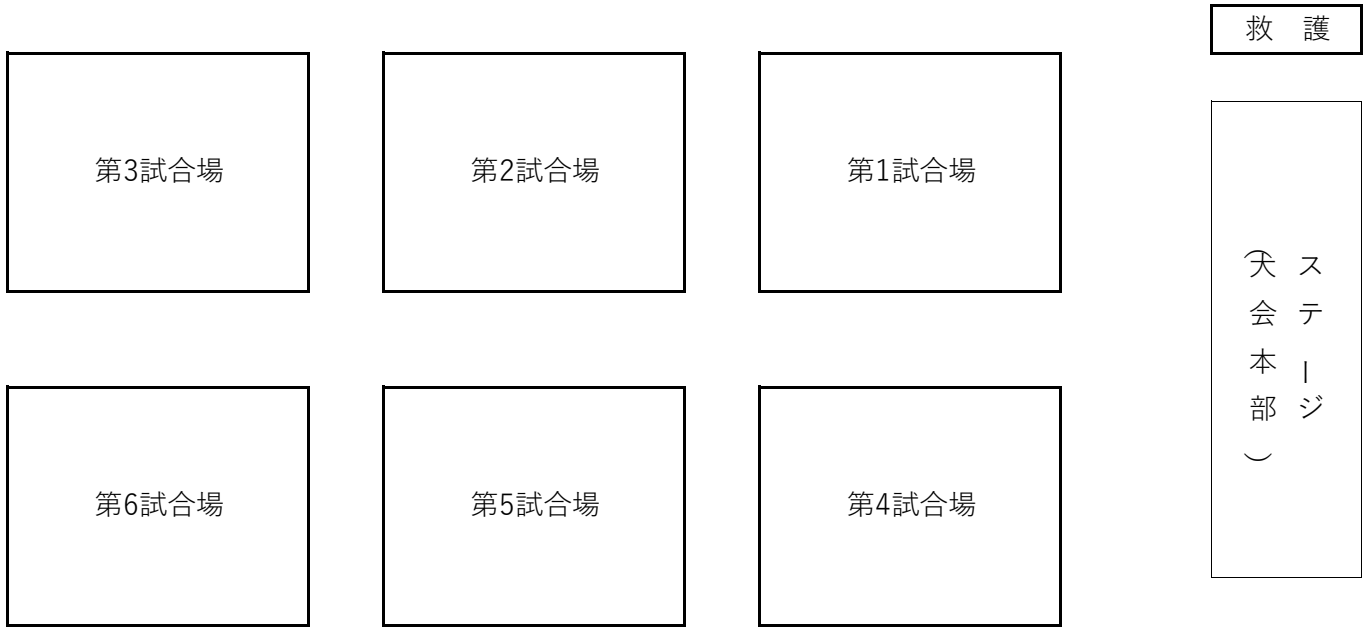 救　護
第3試合場
第2試合場
第1試合場
ステージ
（大会本部）
第6試合場
第5試合場
第4試合場